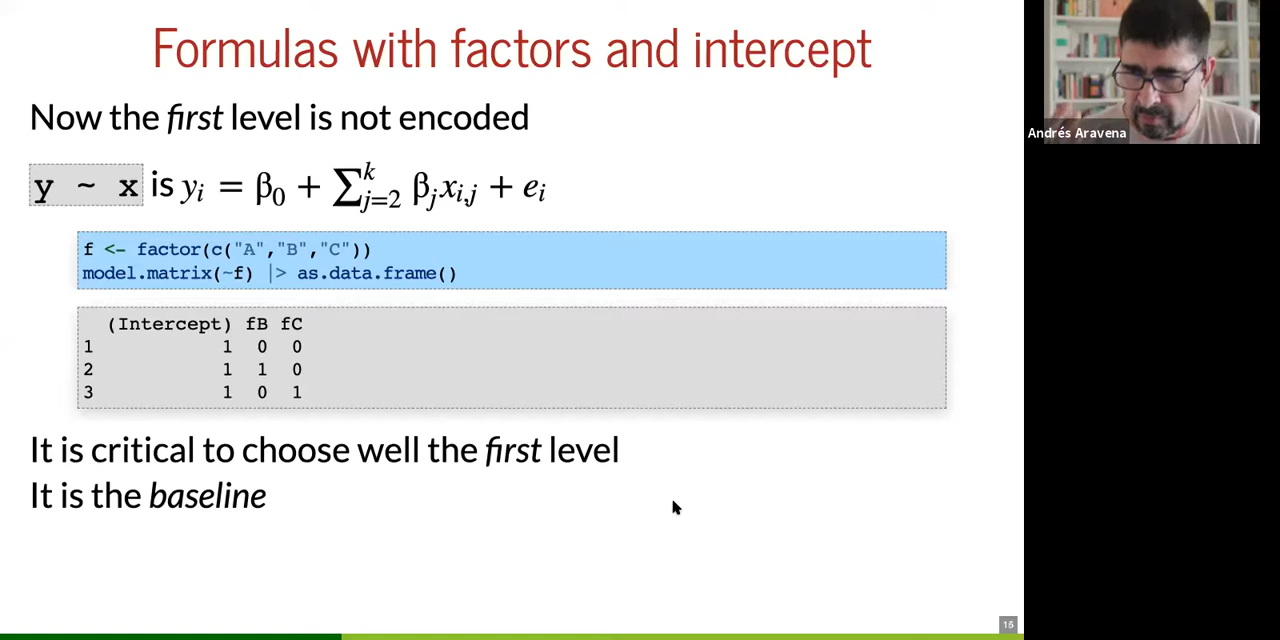 Formulas with factors and intercept
Now the first level is not encoded
y ~ x is yᵢ = β₀ + ∑ⱼ₌₂ᵏ βⱼxᵢ,ⱼ + eᵢ
f <- factor(c("A","B","C"))
model.matrix(~f) |> as.data.frame()
(Intercept) fB fC
1 1 0 0
2 1 1 0
3 1 0 1
It is critical to choose well the first level
It is the baseline
15
Andrés Aravena